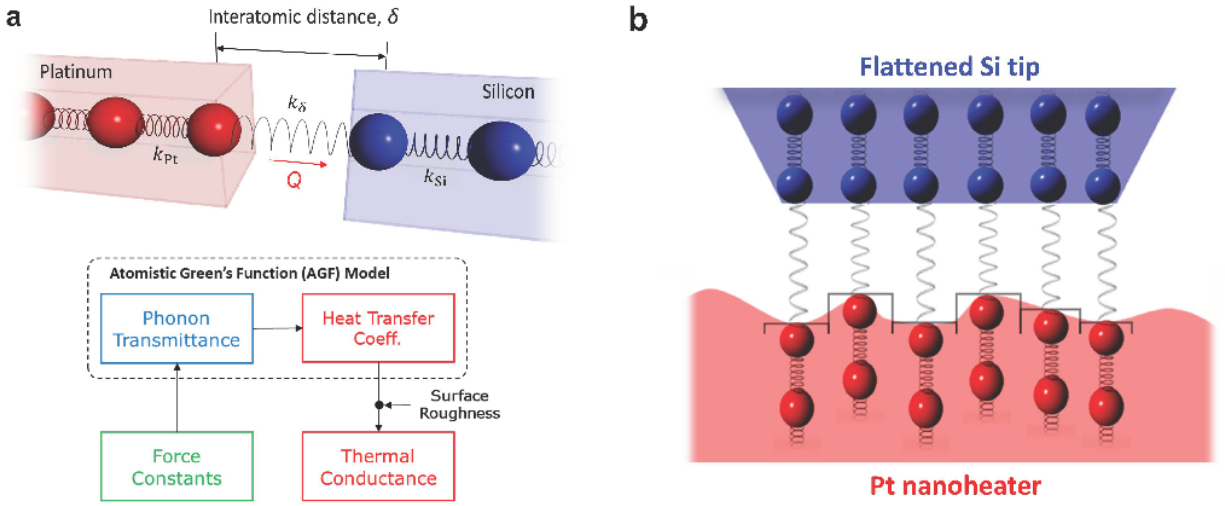 a
Interatomic distance, δ
Platinum
Silicon
k_δ
k_Pt
Q
k_Si
Atomistic Green's Function (AGF) Model
Phonon
Transmittance
Heat Transfer
Coeff.
Surface
Roughness
Force
Constants
Thermal
Conductance
b
Flattened Si tip
Pt nanoheater